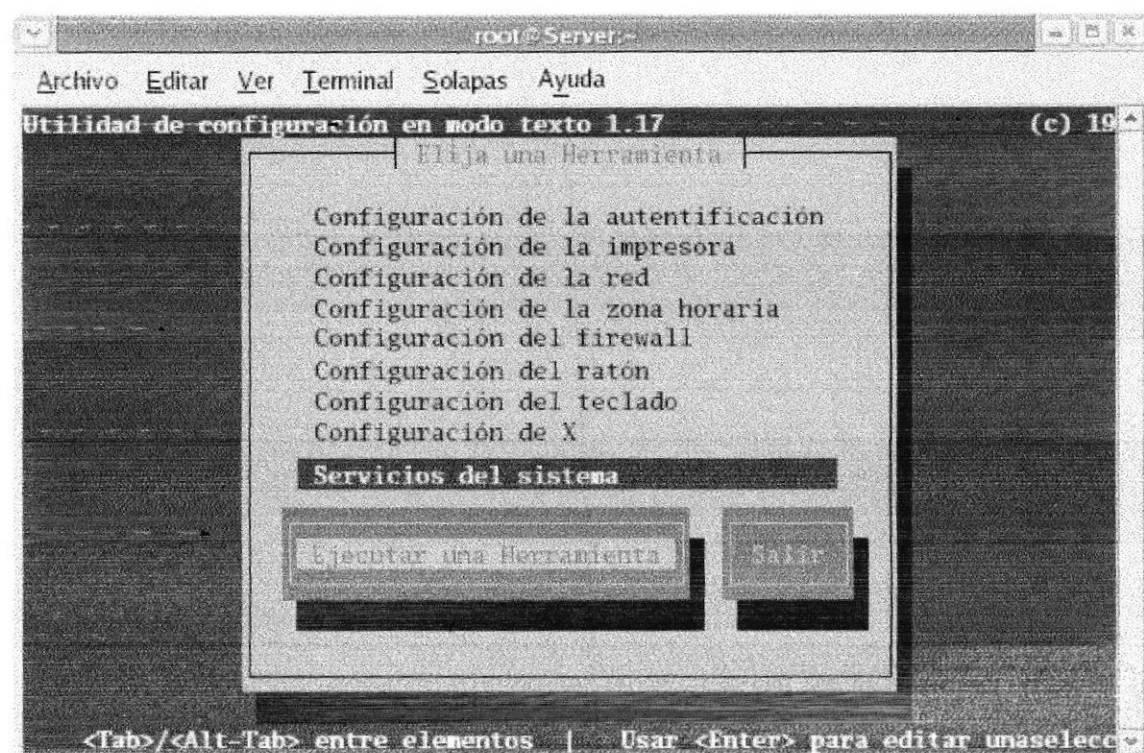 root@Server:~
Archivo Editar Ver Terminal Solapas Ayuda
Utilidad de configuración en modo texto 1.17 (c) 19
Elija una Herramienta
Configuración de la autentificación
Configuración de la impresora
Configuración de la red
Configuración de la zona horaria
Configuración del firewall
Configuración del ratón
Configuración del teclado
Configuración de X
Servicios del sistema
Ejecutar una Herramienta Salir
<Tab>/<Alt-Tab> entre elementos | Usar <Enter> para editar unaselecc